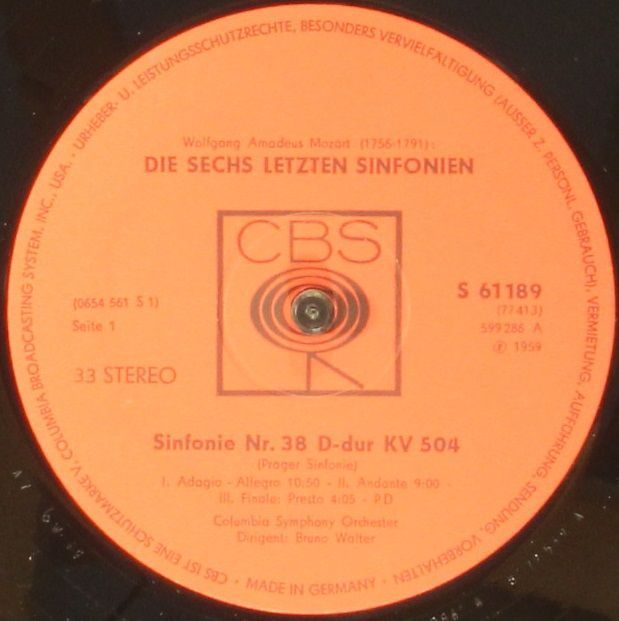 URHEBER- U. LEISTUNGSSCHUTZRECHTE, BESONDERS VERVIELFÄLTIGUNG (AUSSER Z. PERSÖNL. GEBRAUCH), VERMIETUNG, AUFFÜHRUNG, SENDUNG, VORBEHALTEN · MADE IN GERMANY · CBS IST EINE SCHUTZMARKE V. COLUMBIA BROADCASTING SYSTEM, INC., USA. ·
Wolfgang Amadeus Mozart (1756-1791):
DIE SECHS LETZTEN SINFONIEN
CBS
S 61189
(77413)
599286 A
℗ 1959
(0654 561 S 1)
Seite 1
33 STEREO
Sinfonie Nr. 38 D-dur KV 504
(Prager Sinfonie)
I. Adagio - Allegro 10:50 - II. Andante 9:00 -
III. Finale: Presto 4:05 - P.D
Columbia Symphony Orchester
Dirigent: Bruno Walter